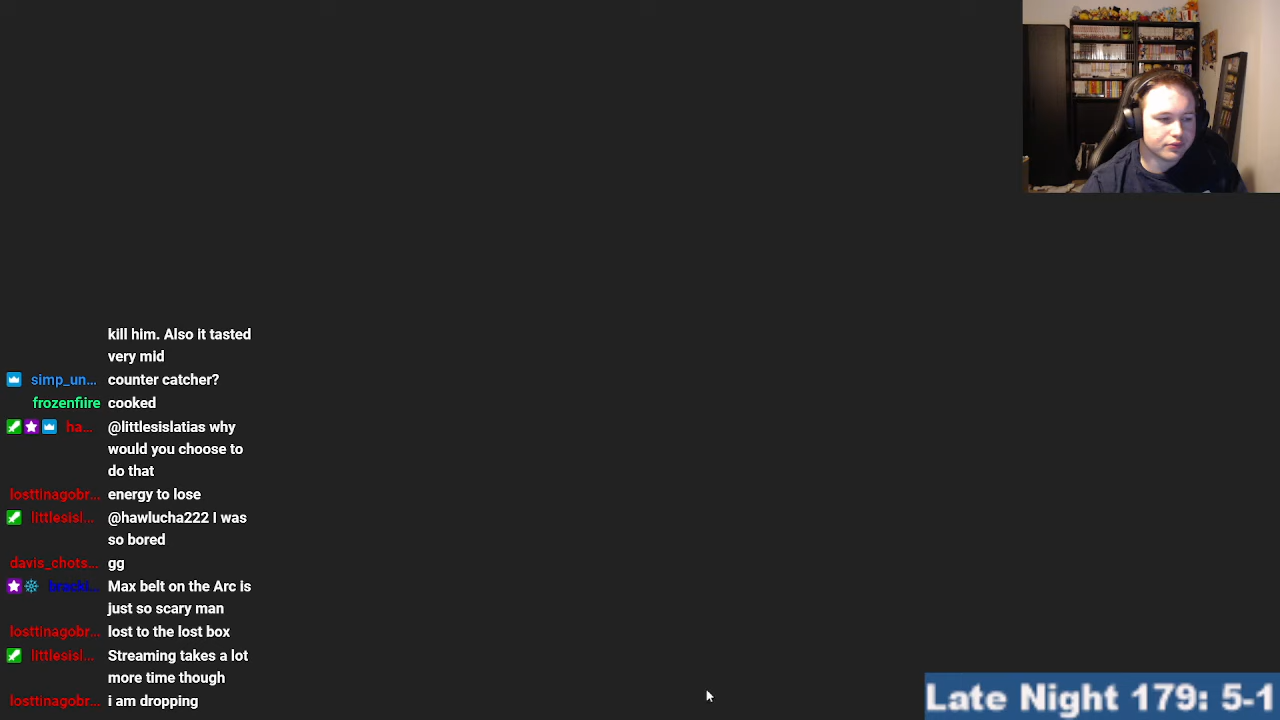 kill him. Also it tasted
very mid
simp_un... counter catcher?
frozenfiire cooked
ha... @littlesislatias why
would you choose to
do that
losttinagobr... energy to lose
littlesisl... @hawlucha222 I was
so bored
davis_chots... gg
Max belt on the Arc is
just so scary man
losttinagobr... lost to the lost box
littlesisl... Streaming takes a lot
more time though
losttinagobr... i am dropping
Late Night 179: 5-1